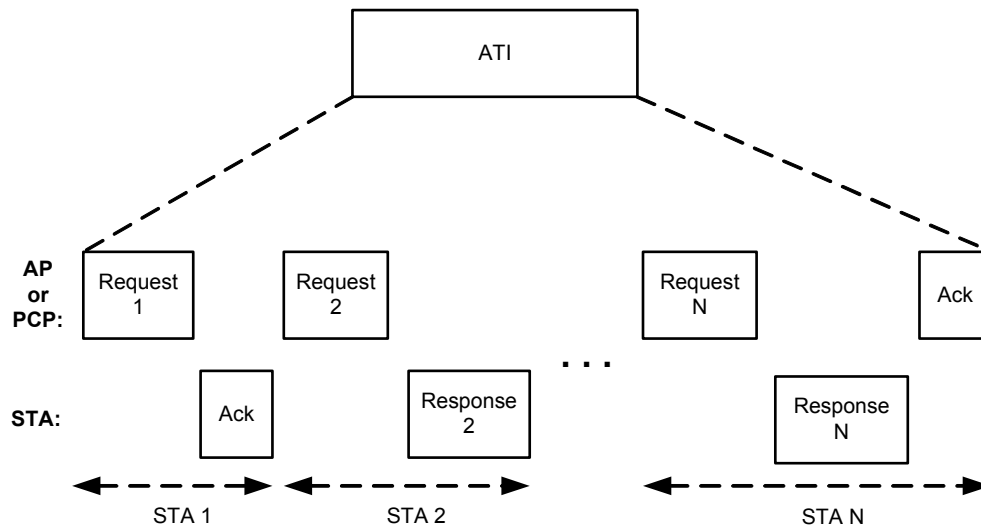 ATI
AP
or
PCP:
Request
1
Request
2
Request
N
Ack
. . .
STA:
Ack
Response
2
Response
N
STA 1
STA 2
STA N